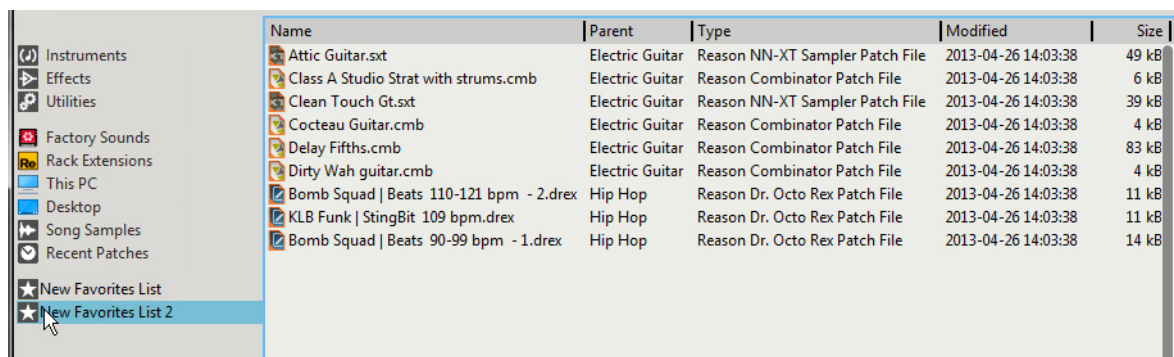 Name Parent Type Modified Size
Instruments
Effects
Utilities
Factory Sounds
Re Rack Extensions
This PC
Desktop
Song Samples
Recent Patches
New Favorites List
New Favorites List 2
Attic Guitar.sxt Electric Guitar Reason NN-XT Sampler Patch File 2013-04-26 14:03:38 49 kB
Class A Studio Strat with strums.cmb Electric Guitar Reason Combinator Patch File 2013-04-26 14:03:38 6 kB
Clean Touch Gt.sxt Electric Guitar Reason NN-XT Sampler Patch File 2013-04-26 14:03:38 39 kB
Cocteau Guitar.cmb Electric Guitar Reason Combinator Patch File 2013-04-26 14:03:38 4 kB
Delay Fifths.cmb Electric Guitar Reason Combinator Patch File 2013-04-26 14:03:38 83 kB
Dirty Wah guitar.cmb Electric Guitar Reason Combinator Patch File 2013-04-26 14:03:38 4 kB
Bomb Squad | Beats 110-121 bpm - 2.drex Hip Hop Reason Dr. Octo Rex Patch File 2013-04-26 14:03:38 11 kB
KLB Funk | StingBit 109 bpm.drex Hip Hop Reason Dr. Octo Rex Patch File 2013-04-26 14:03:38 11 kB
Bomb Squad | Beats 90-99 bpm - 1.drex Hip Hop Reason Dr. Octo Rex Patch File 2013-04-26 14:03:38 14 kB